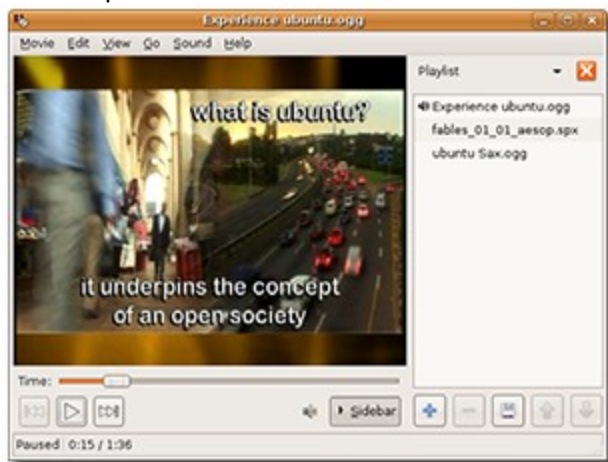 Experience ubuntu.ogg
Movie Edit View Go Sound Help
what is ubuntu?
it underpins the concept
of an open society
Playlist
Experience ubuntu.ogg
fables_01_01_aesop.spx
ubuntu Sax.ogg
Time:
Sidebar
Paused 0:15 / 1:36